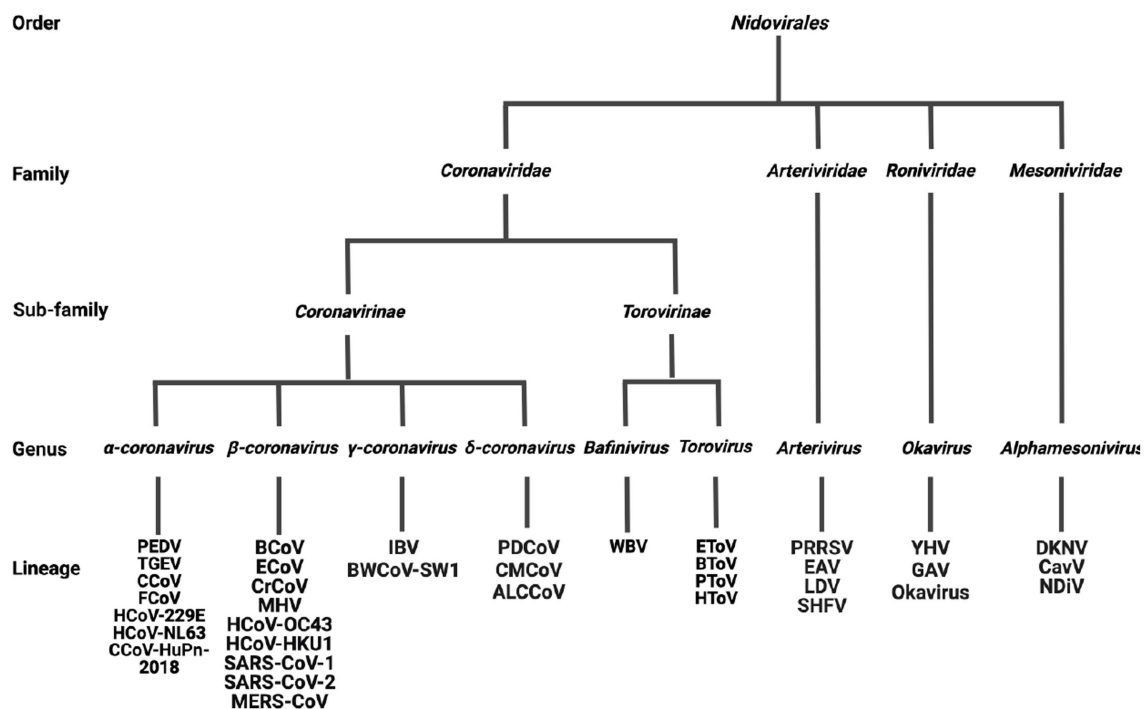 Order
Nidovirales
Family
Coronaviridae
Arteriviridae
Roniviridae
Mesoniviridae
Sub-family
Coronavirinae
Torovirinae
Genus
α-coronavirus
β-coronavirus
γ-coronavirus
δ-coronavirus
Bafinivirus
Torovirus
Arterivirus
Okavirus
Alphamesonivirus
Lineage
PEDV
TGEV
CCoV
FCoV
HCoV-229E
HCoV-NL63
CCoV-HuPn-
2018
BCoV
ECoV
CrCoV
MHV
HCoV-OC43
HCoV-HKU1
SARS-CoV-1
SARS-CoV-2
MERS-CoV
IBV
BWCoV-SW1
PDCoV
CMCoV
ALCCoV
WBV
EToV
BToV
PToV
HToV
PRRSV
EAV
LDV
SHFV
YHV
GAV
Okavirus
DKNV
CavV
NDiV